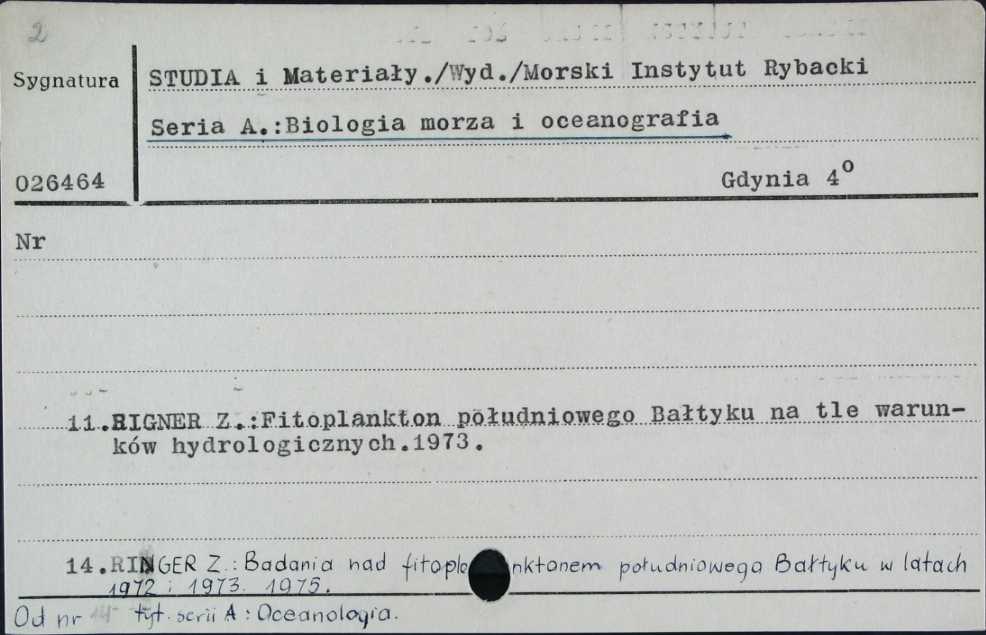 2
Sygnatura
STUDIA i Materiały./Wyd./Morski Instytut Rybacki
Seria A.:Biologia morza i oceanografia
026464
Gdynia 4º
Nr
11.RIGNER Z.:Fitoplankton południowego Bałtyku na tle warun-
ków hydrologicznych.1973.
14.RINGER Z.: Badania nad fitoplanktonem południowego Bałtyku w latach
1972 i 1973. 1975.
Od nr 14 tyt. serii A: Oceanologia.